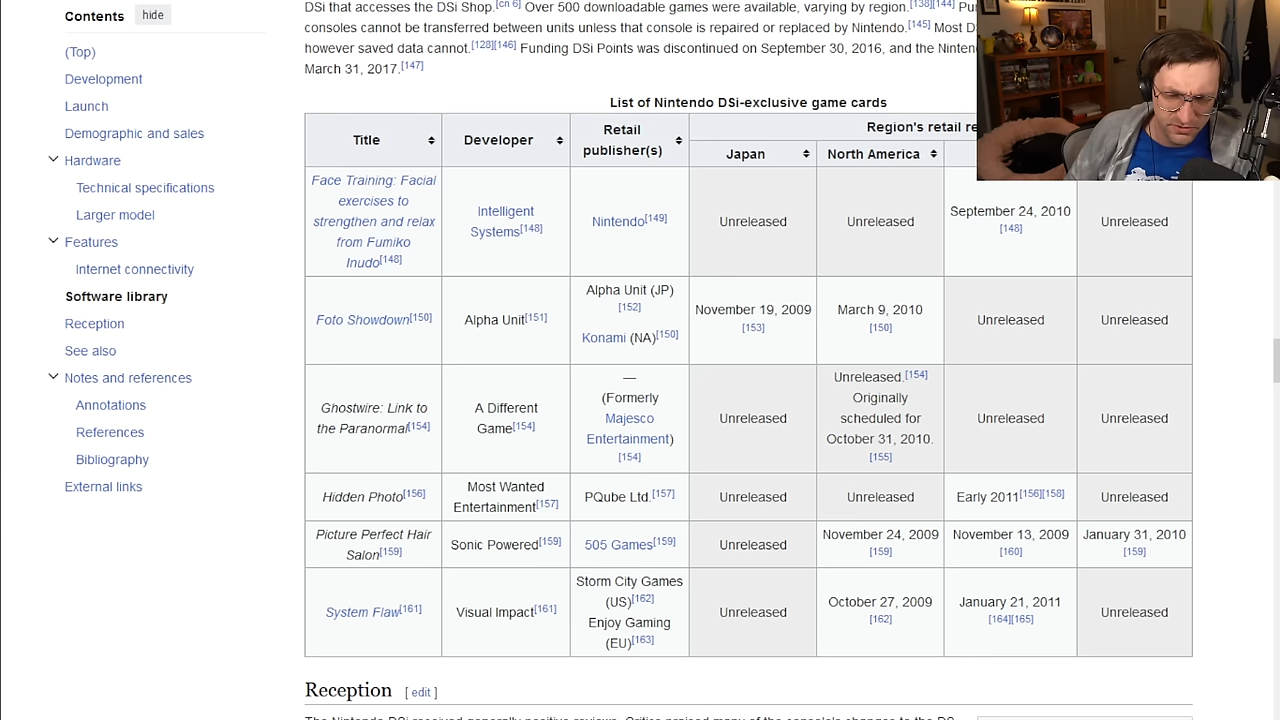 Contents hide
(Top)
Development
Launch
Demographic and sales
Hardware
Technical specifications
Larger model
Features
Internet connectivity
Software library
Reception
See also
Notes and references
Annotations
References
Bibliography
External links
DSi that accesses the DSi Shop.[cn 6] Over 500 downloadable games were available, varying by region.[138][144]
consoles cannot be transferred between units unless that console is repaired or replaced by Nintendo.[145] Most
however saved data cannot.[128][146] Funding DSi Points was discontinued on September 30, 2016, and the
March 31, 2017.[147]
List of Nintendo DSi-exclusive game cards
Title
Developer
Retail
publisher(s)
Region's retail
Japan
North America
Face Training: Facial
exercises to
strengthen and relax
from Fumiko
Inudo[148]
Intelligent
Systems[148]
Nintendo[149]
Unreleased
Unreleased
September 24, 2010
[148]
Unreleased
Foto Showdown[150]
Alpha Unit[151]
Alpha Unit (JP)
[152]
Konami (NA)[150]
November 19, 2009
[153]
March 9, 2010
[150]
Unreleased
Unreleased
Ghostwire: Link to
the Paranormal[154]
A Different
Game[154]
—
(Formerly
Majesco
Entertainment)
[154]
Unreleased
Unreleased.[154]
Originally
scheduled for
October 31, 2010.
[155]
Unreleased
Unreleased
Hidden Photo[156]
Most Wanted
Entertainment[157]
PQube Ltd.[157]
Unreleased
Unreleased
Early 2011[156][158]
Unreleased
Picture Perfect Hair
Salon[159]
Sonic Powered[159]
505 Games[159]
Unreleased
November 24, 2009
[159]
November 13, 2009
[160]
January 31, 2010
[159]
System Flaw[161]
Visual Impact[161]
Storm City Games
(US)[162]
Enjoy Gaming
(EU)[163]
Unreleased
October 27, 2009
[162]
January 21, 2011
[164][165]
Unreleased
Reception [ edit ]